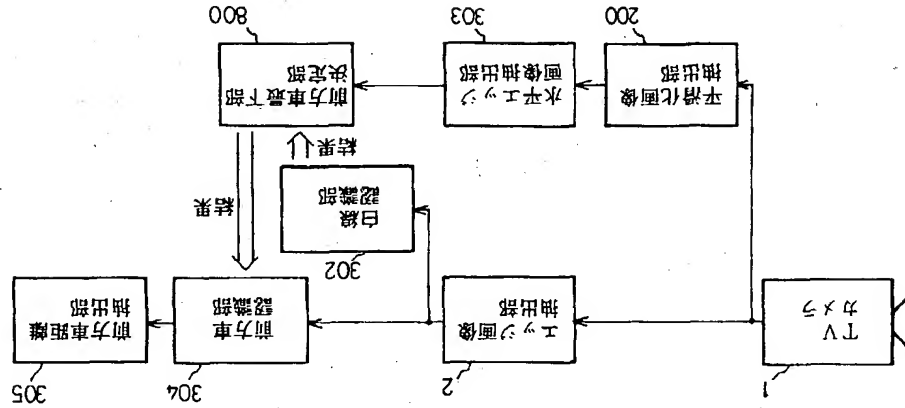 1
TV
カメラ
2
エッジ画像
抽出部
304
前方車
認識部
305
前方車距離
抽出部
302
白線
認識部
結果
結果
平滑化画像
抽出部
200
水平エッジ
画像抽出部
303
前方車最下部
決定部
800